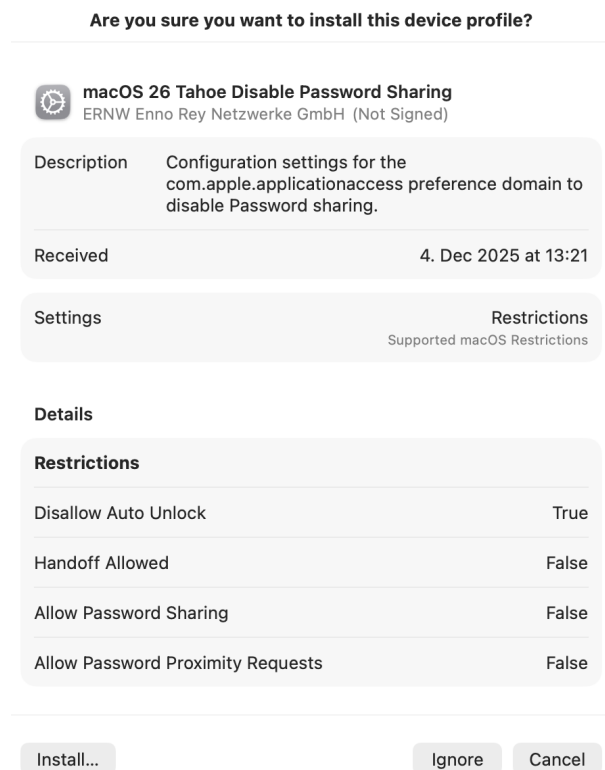 Are you sure you want to install this device profile?
macOS 26 Tahoe Disable Password Sharing
ERNW Enno Rey Netzwerke GmbH (Not Signed)
Description
Configuration settings for the
com.apple.applicationaccess preference domain to
disable Password sharing.
Received 4. Dec 2025 at 13:21
Settings Restrictions
Supported macOS Restrictions
Details
Restrictions
Disallow Auto Unlock True
Handoff Allowed False
Allow Password Sharing False
Allow Password Proximity Requests False
Install... Ignore Cancel